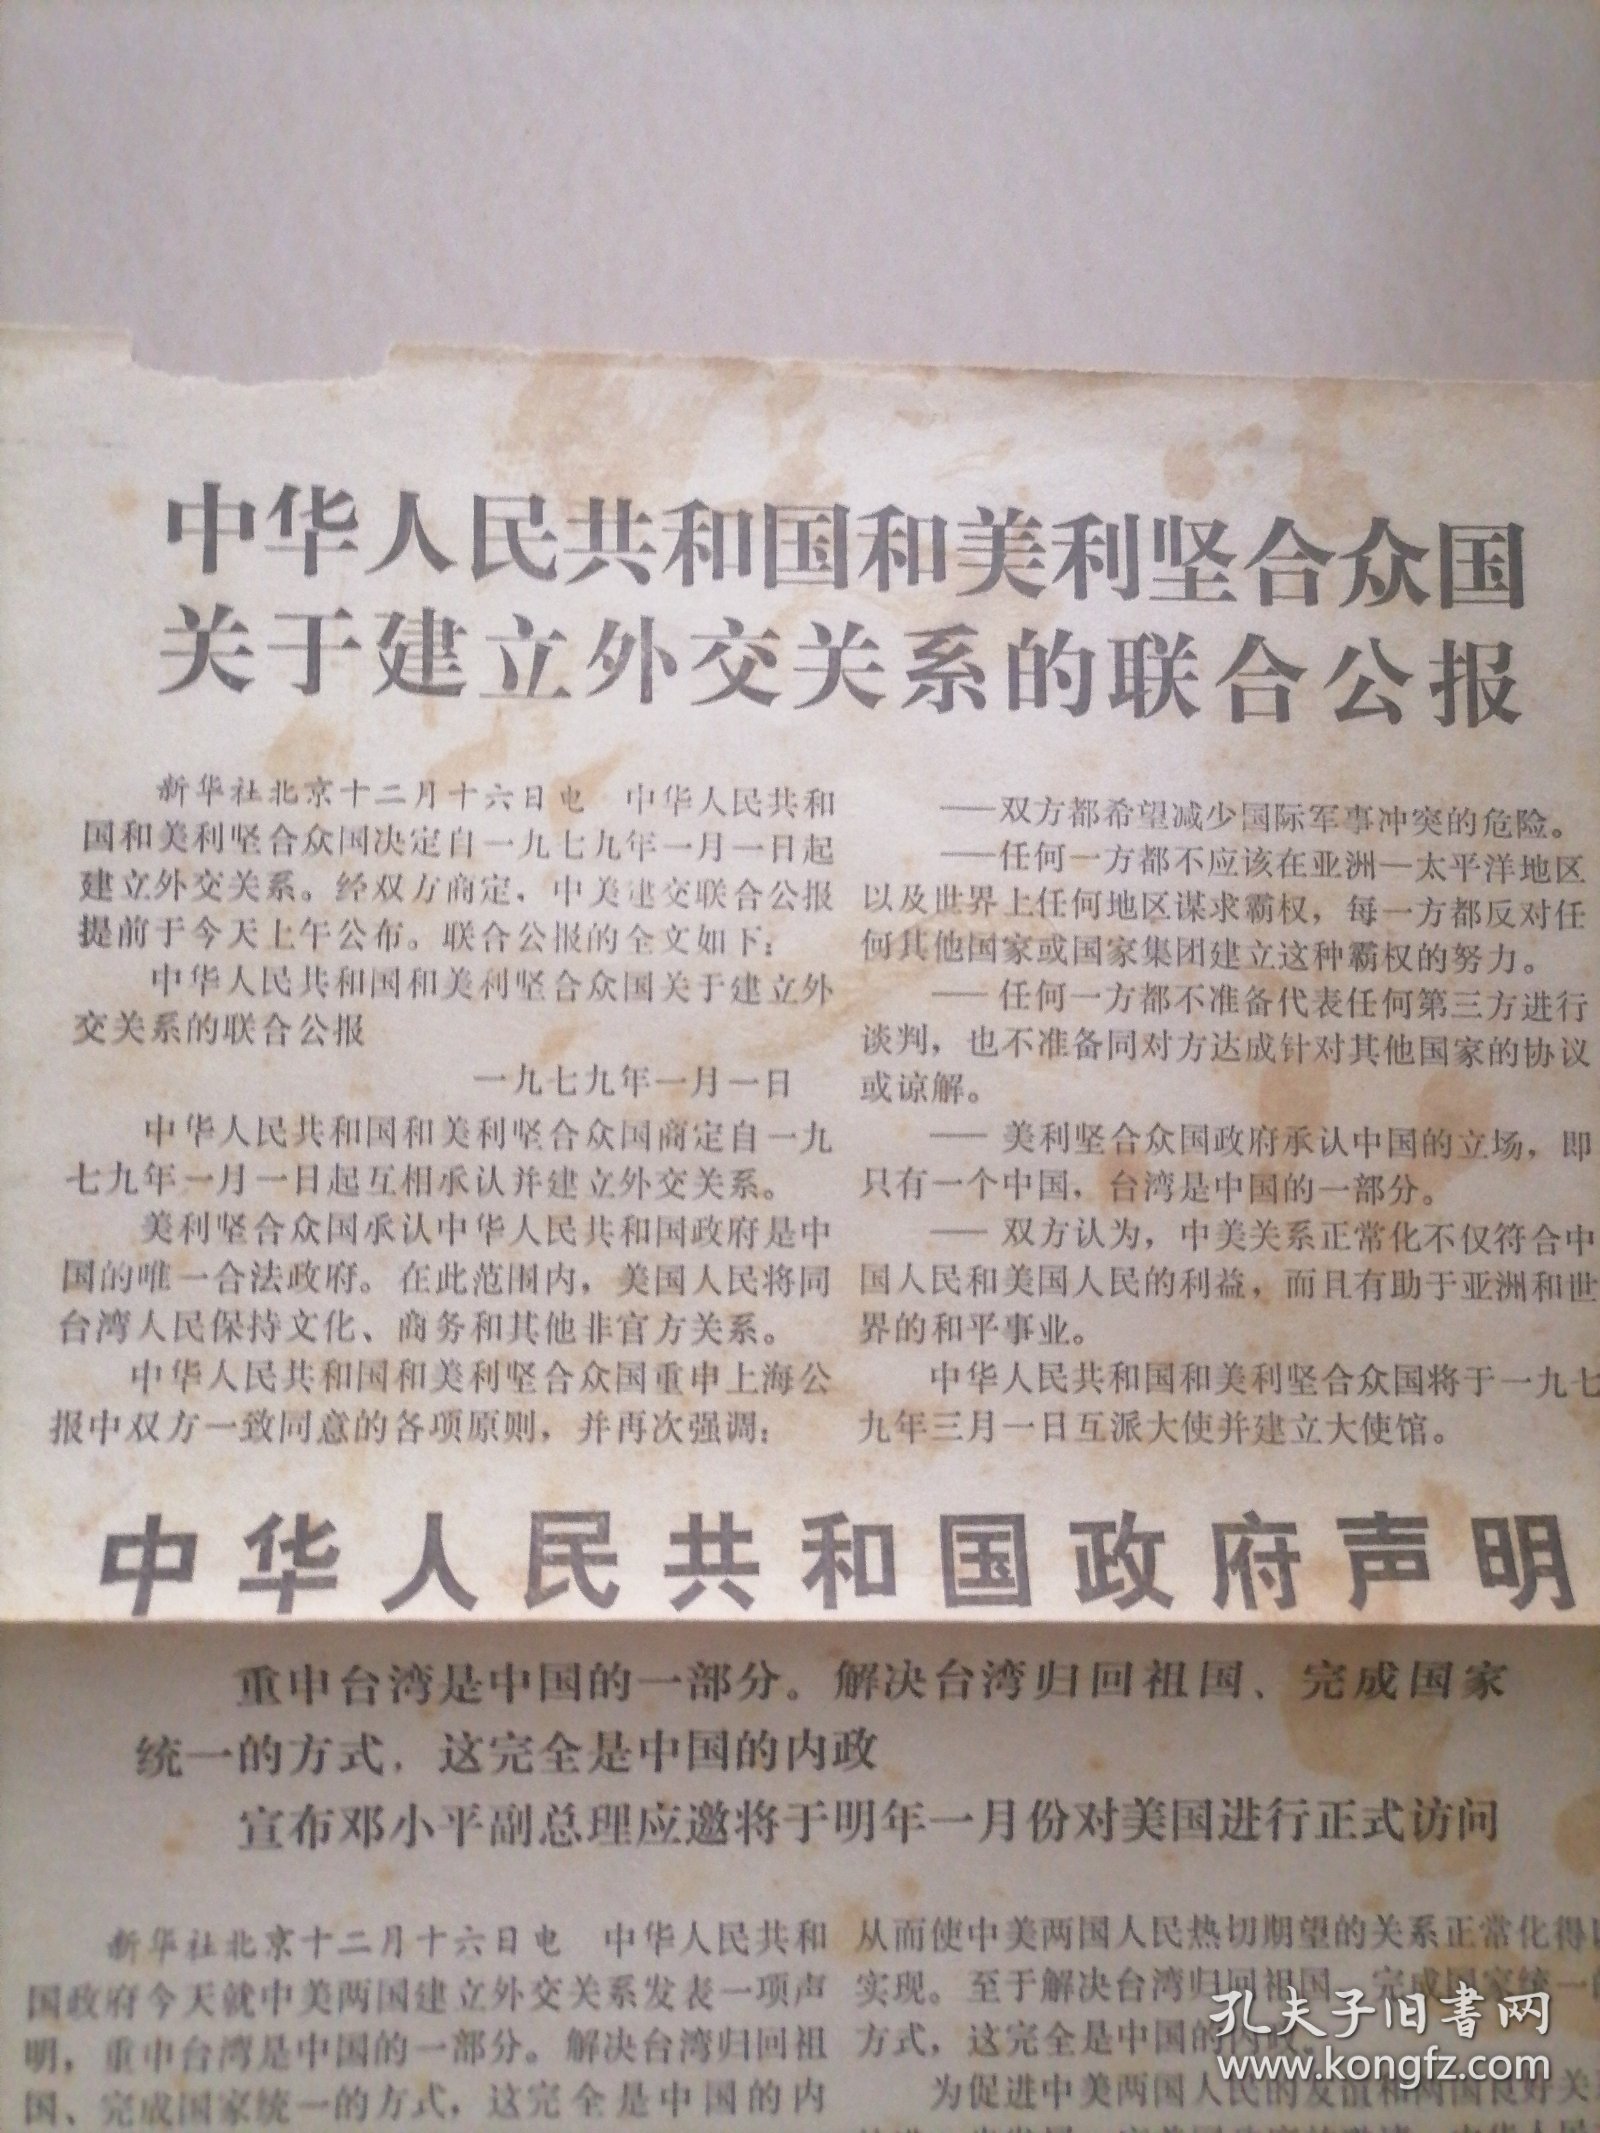 中华人民共和国和美利坚合众国
关于建立外交关系的联合公报
新华社北京十二月十六日电　中华人民共和
国和美利坚合众国决定自一九七九年一月一日起
建立外交关系。经双方商定，中美建交联合公报
提前于今天上午公布。联合公报的全文如下：
中华人民共和国和美利坚合众国关于建立外
交关系的联合公报
一九七九年一月一日
中华人民共和国和美利坚合众国商定自一九
七九年一月一日起互相承认并建立外交关系。
美利坚合众国承认中华人民共和国政府是中
国的唯一合法政府。在此范围内，美国人民将同
台湾人民保持文化、商务和其他非官方关系。
中华人民共和国和美利坚合众国重申上海公
报中双方一致同意的各项原则，并再次强调：
——双方都希望减少国际军事冲突的危险。
——任何一方都不应该在亚洲—太平洋地区
以及世界上任何地区谋求霸权，每一方都反对任
何其他国家或国家集团建立这种霸权的努力。
——任何一方都不准备代表任何第三方进行
谈判，也不准备同对方达成针对其他国家的协议
或谅解。
——美利坚合众国政府承认中国的立场，即
只有一个中国，台湾是中国的一部分。
——双方认为，中美关系正常化不仅符合中
国人民和美国人民的利益，而且有助于亚洲和世
界的和平事业。
中华人民共和国和美利坚合众国将于一九七
九年三月一日互派大使并建立大使馆。
中华人民共和国政府声明
重申台湾是中国的一部分。解决台湾归回祖国、完成国家
统一的方式，这完全是中国的内政
宣布邓小平副总理应邀将于明年一月份对美国进行正式访问
新华社北京十二月十六日电　中华人民共和
国政府今天就中美两国建立外交关系发表一项声
明，重申台湾是中国的一部分。解决台湾归回祖
国、完成国家统一的方式，这完全是中国的内
从而使中美两国人民热切期望的关系正常化得以
实现。至于解决台湾归回祖国、完成国家统一的
方式，这完全是中国的内政。
为促进中美两国人民的友谊和两国良好关
孔夫子旧书网
www.kongfz.com